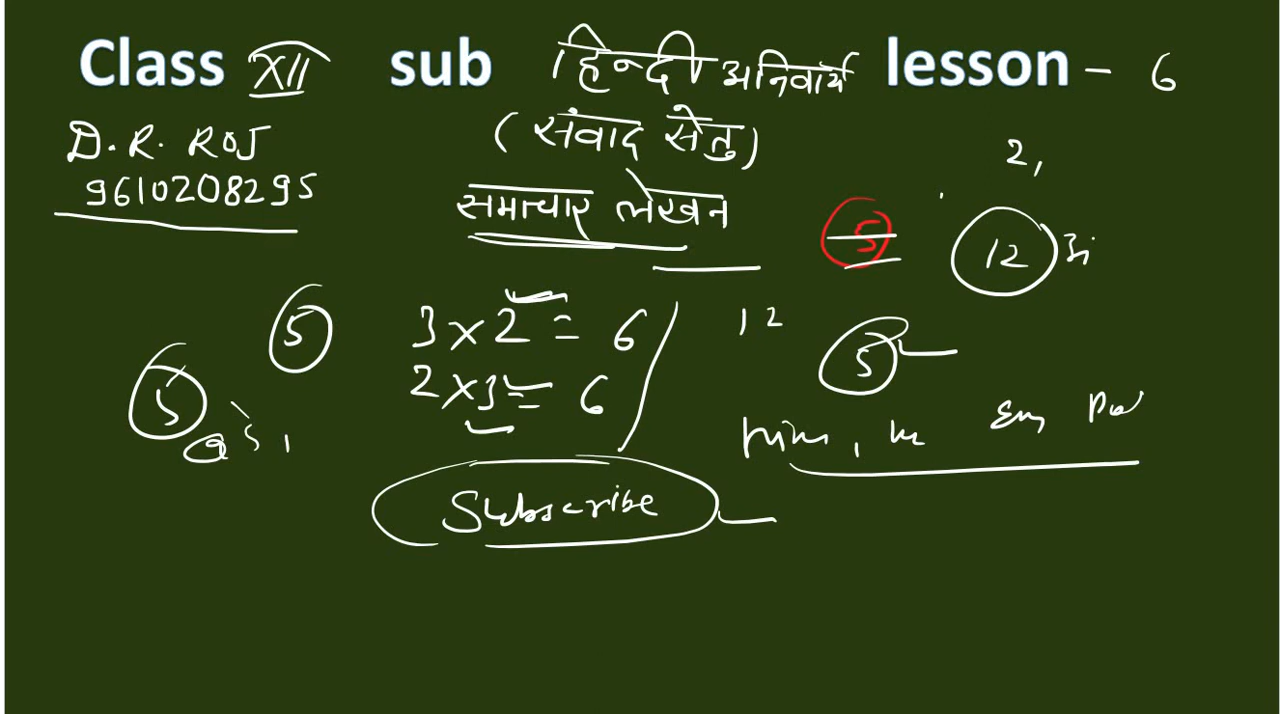 Class XII sub हिन्दी अनिवार्य lesson - 6
D. R. ROJ (संवाद सेतु) 2,
9610208295 समाचार लेखन 5 12
5 3 x 2 = 6 12
5 2 x 3 = 6 5
Subscribe